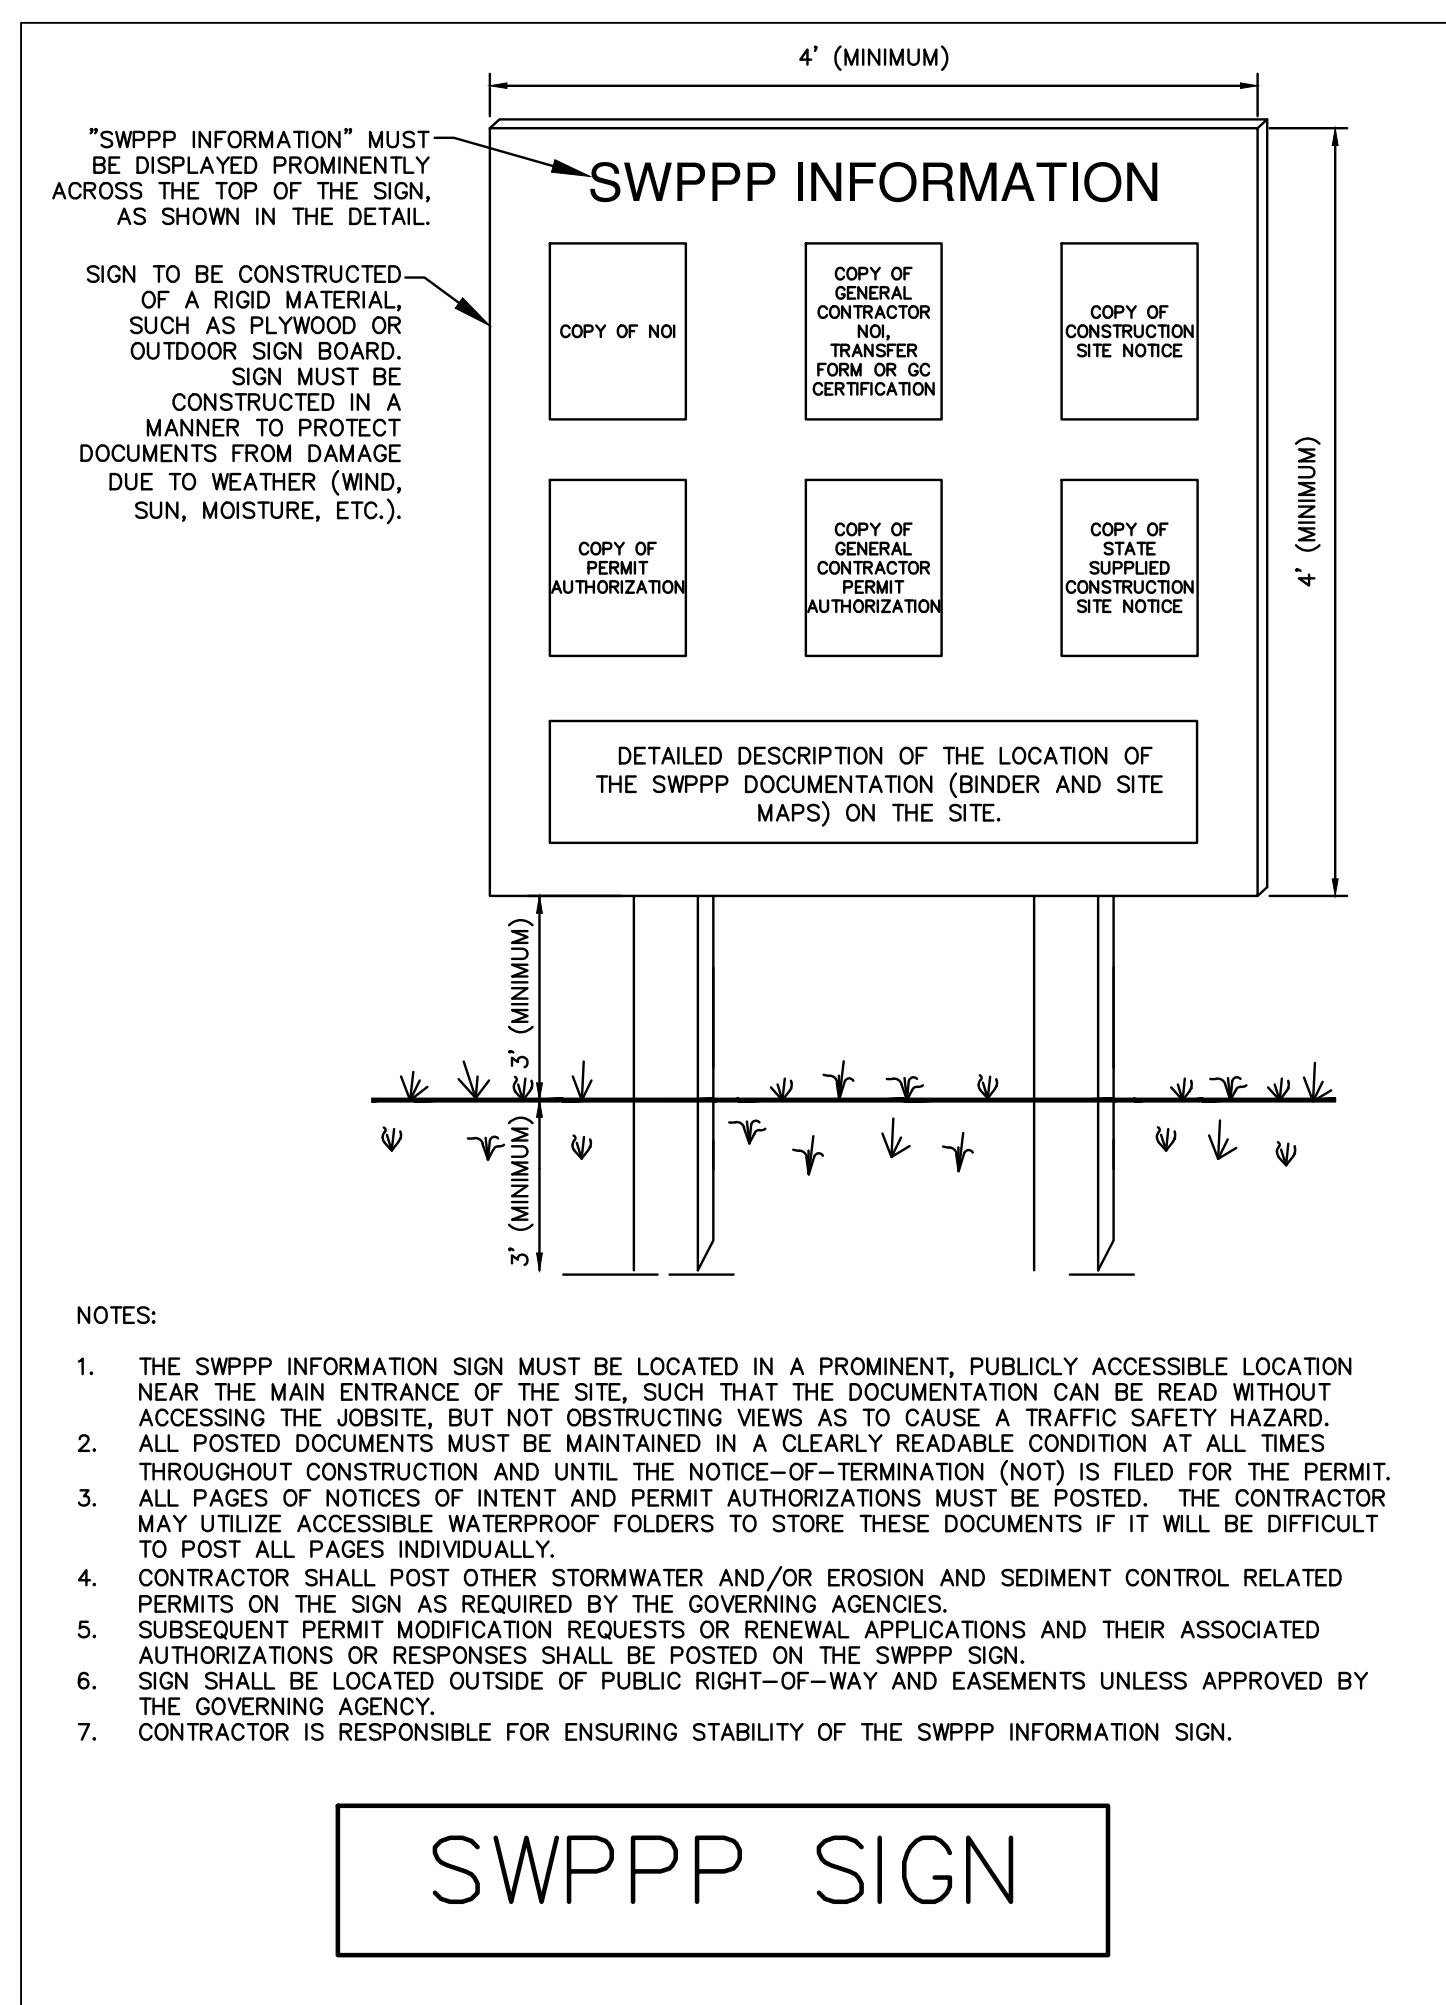 4' (MINIMUM)
"SWPPP INFORMATION" MUST
BE DISPLAYED PROMINENTLY
ACROSS THE TOP OF THE SIGN,
AS SHOWN IN THE DETAIL.
SIGN TO BE CONSTRUCTED
OF A RIGID MATERIAL,
SUCH AS PLYWOOD OR
OUTDOOR SIGN BOARD.
SIGN MUST BE
CONSTRUCTED IN A
MANNER TO PROTECT
DOCUMENTS FROM DAMAGE
DUE TO WEATHER (WIND,
SUN, MOISTURE, ETC.).
SWPPP INFORMATION
COPY OF NOI
COPY OF
GENERAL
CONTRACTOR
NOI,
TRANSFER
FORM OR GC
CERTIFICATION
COPY OF
CONSTRUCTION
SITE NOTICE
COPY OF
PERMIT
AUTHORIZATION
COPY OF
GENERAL
CONTRACTOR
PERMIT
AUTHORIZATION
COPY OF
STATE
SUPPLIED
CONSTRUCTION
SITE NOTICE
4' (MINIMUM)
DETAILED DESCRIPTION OF THE LOCATION OF
THE SWPPP DOCUMENTATION (BINDER AND SITE
MAPS) ON THE SITE.
3' (MINIMUM)
3' (MINIMUM)
NOTES:
1. THE SWPPP INFORMATION SIGN MUST BE LOCATED IN A PROMINENT, PUBLICLY ACCESSIBLE LOCATION
NEAR THE MAIN ENTRANCE OF THE SITE, SUCH THAT THE DOCUMENTATION CAN BE READ WITHOUT
ACCESSING THE JOBSITE, BUT NOT OBSTRUCTING VIEWS AS TO CAUSE A TRAFFIC SAFETY HAZARD.
2. ALL POSTED DOCUMENTS MUST BE MAINTAINED IN A CLEARLY READABLE CONDITION AT ALL TIMES
THROUGHOUT CONSTRUCTION AND UNTIL THE NOTICE-OF-TERMINATION (NOT) IS FILED FOR THE PERMIT.
3. ALL PAGES OF NOTICES OF INTENT AND PERMIT AUTHORIZATIONS MUST BE POSTED. THE CONTRACTOR
MAY UTILIZE ACCESSIBLE WATERPROOF FOLDERS TO STORE THESE DOCUMENTS IF IT WILL BE DIFFICULT
TO POST ALL PAGES INDIVIDUALLY.
4. CONTRACTOR SHALL POST OTHER STORMWATER AND/OR EROSION AND SEDIMENT CONTROL RELATED
PERMITS ON THE SIGN AS REQUIRED BY THE GOVERNING AGENCIES.
5. SUBSEQUENT PERMIT MODIFICATION REQUESTS OR RENEWAL APPLICATIONS AND THEIR ASSOCIATED
AUTHORIZATIONS OR RESPONSES SHALL BE POSTED ON THE SWPPP SIGN.
6. SIGN SHALL BE LOCATED OUTSIDE OF PUBLIC RIGHT-OF-WAY AND EASEMENTS UNLESS APPROVED BY
THE GOVERNING AGENCY.
7. CONTRACTOR IS RESPONSIBLE FOR ENSURING STABILITY OF THE SWPPP INFORMATION SIGN.
SWPPP SIGN